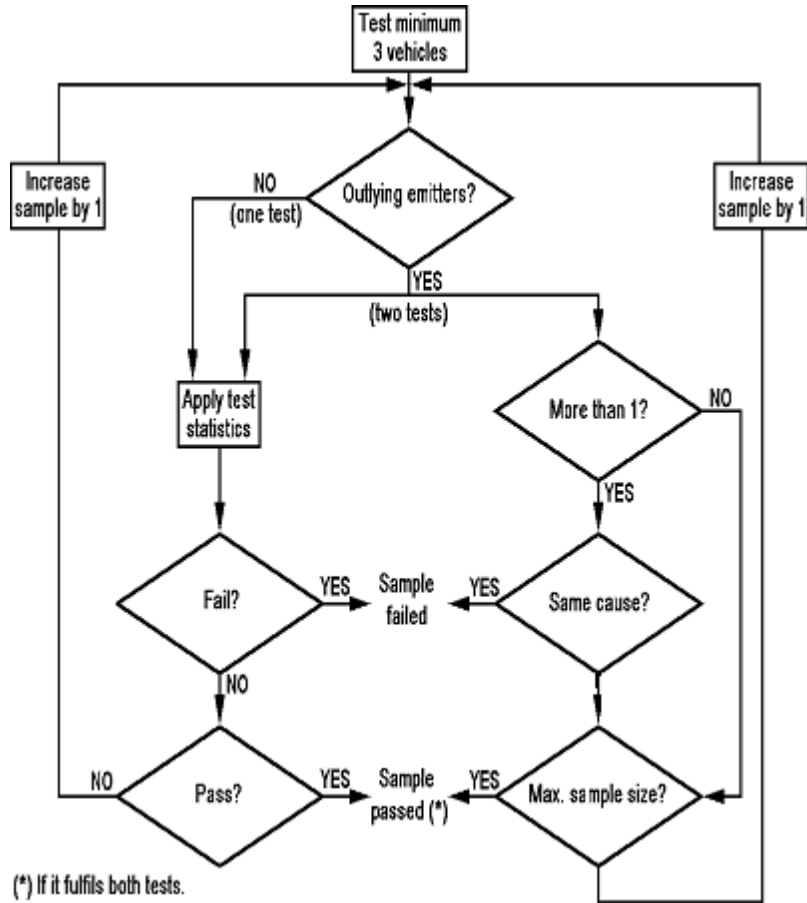 Test minimum
3 vehicles
Increase
sample by 1
NO
(one test)
Outlying emitters?
Increase
sample by 1
YES
(two tests)
Apply test
statistics
More than 1?
NO
YES
Fail?
YES
Sample
failed
YES
Same cause?
NO
NO
Pass?
YES
Sample
passed (*)
YES
Max. sample size?
(*) If it fulfils both tests.